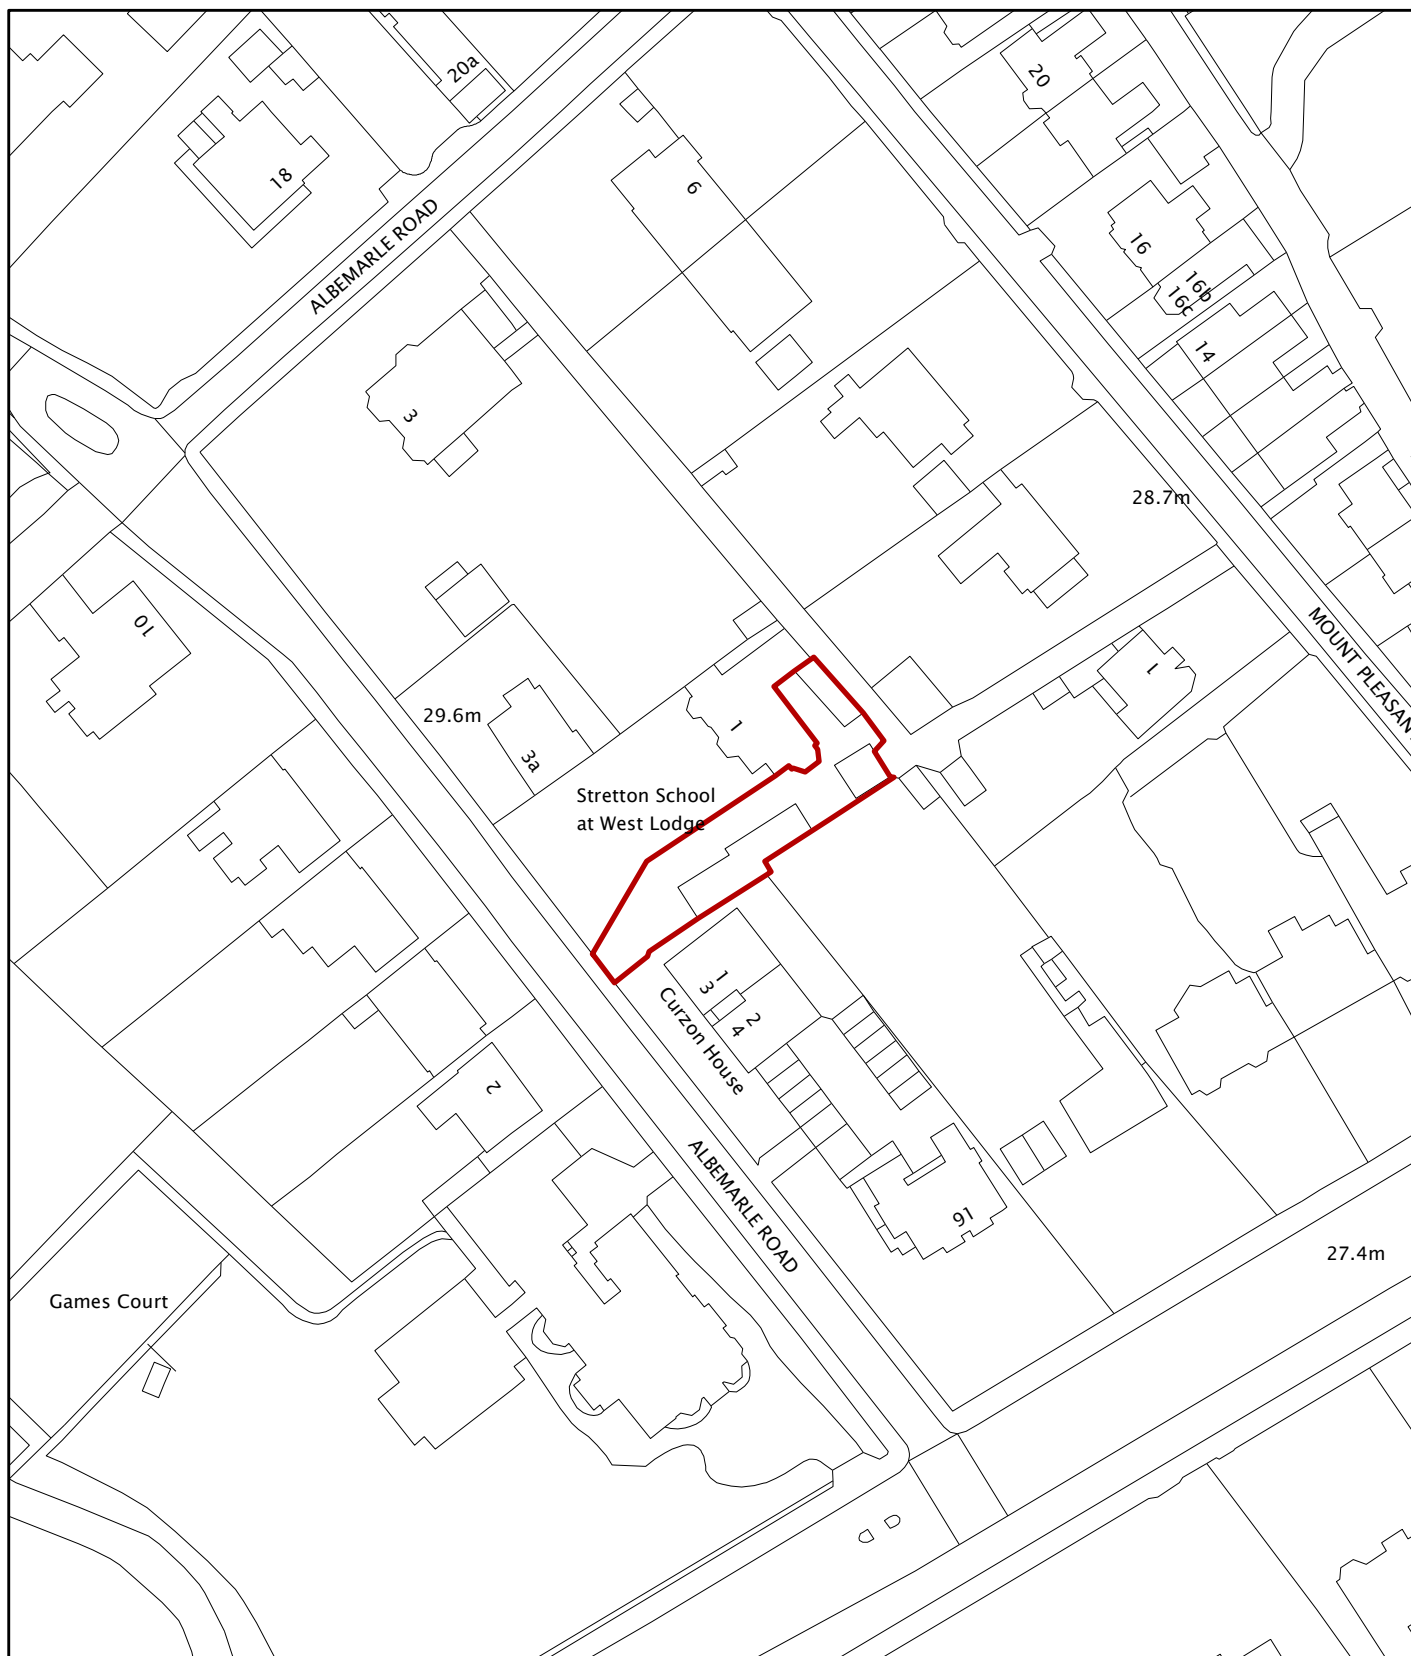 20a
20
18
6
ALBEMARLE ROAD
16
16b
16c
14
3
28.7m
10
MOUNT PLEASAN
1
29.6m
1
3a
Stretton School
at West Lodge
1
3
2
4
Curzon House
2
ALBEMARLE ROAD
16
27.4m
Games Court